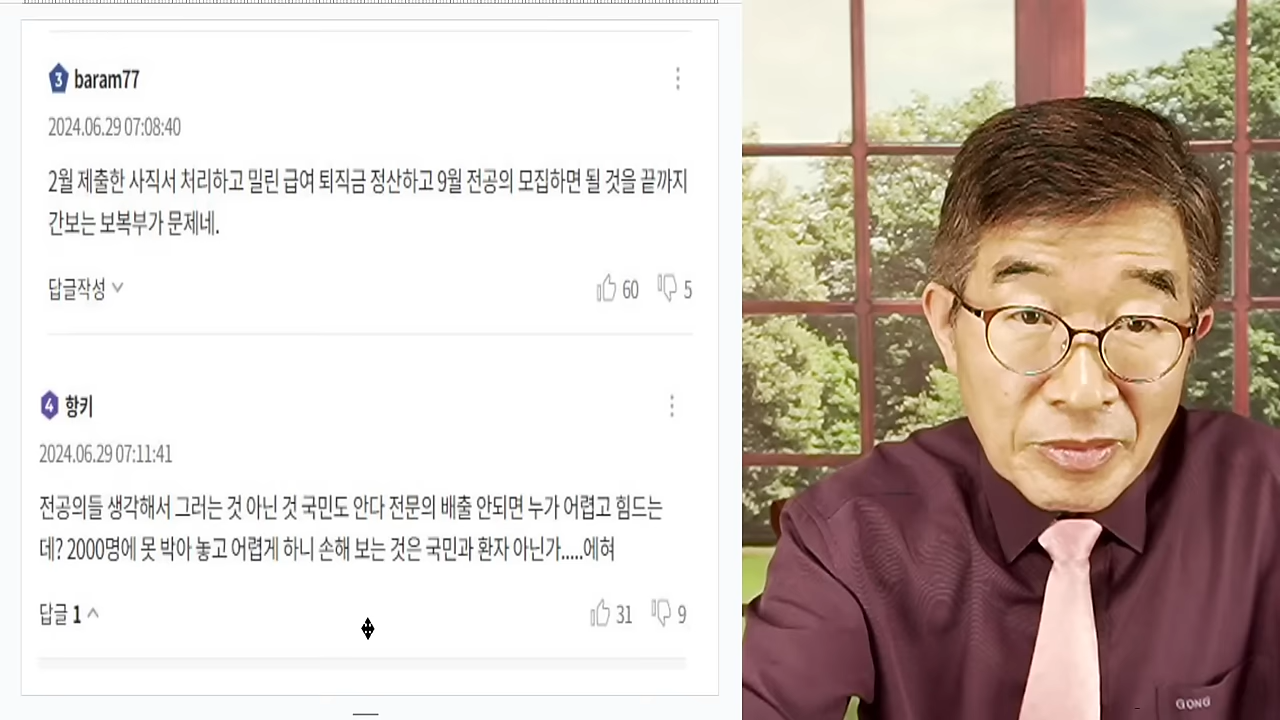 3 baram77
2024.06.29 07:08:40
2월 제출한 사직서 처리하고 밀린 급여 퇴직금 정산하고 9월 전공의 모집하면 될 것을 끝까지
간보는 보복부가 문제네.
답글작성
60 5
4 항키
2024.06.29 07:11:41
전공의들 생각해서 그러는 것 아닌 것 국민도 안다 전문의 배출 안되면 누가 어렵고 힘드는
데? 2000명에 못 박아 놓고 어렵게 하니 손해 보는 것은 국민과 환자 아닌가.....에혀
답글 1
31 9
GONG